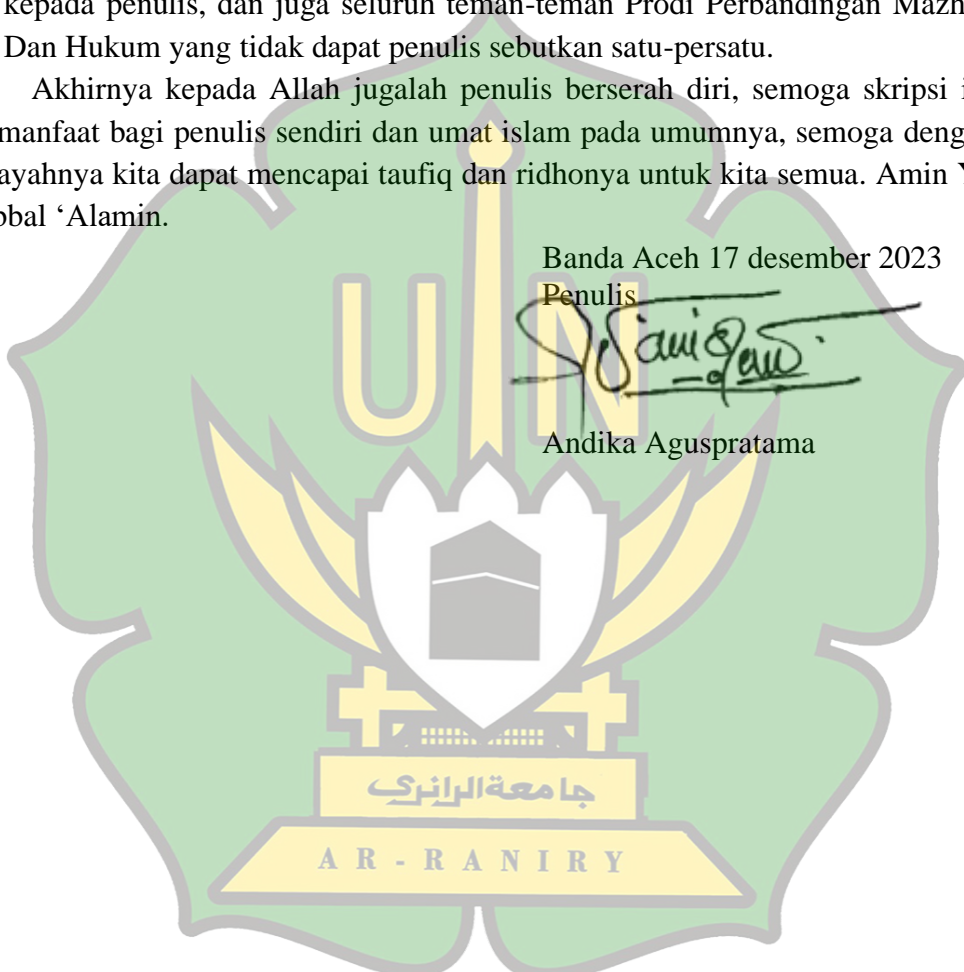 kepada penulis, dan juga seluruh teman-teman Prodi Perbandingan Mazh
Dan Hukum yang tidak dapat penulis sebutkan satu-persatu.
Akhirnya kepada Allah jugalah penulis berserah diri, semoga skripsi i
manfaat bagi penulis sendiri dan umat islam pada umumnya, semoga deng
ayahnya kita dapat mencapai taufiq dan ridhonya untuk kita semua. Amin Y
bbal ‘Alamin.
Banda Aceh 17 desember 2023
Penulis
Andika Aguspratama
UIN
جامعة الرانري
AR-RANIRY